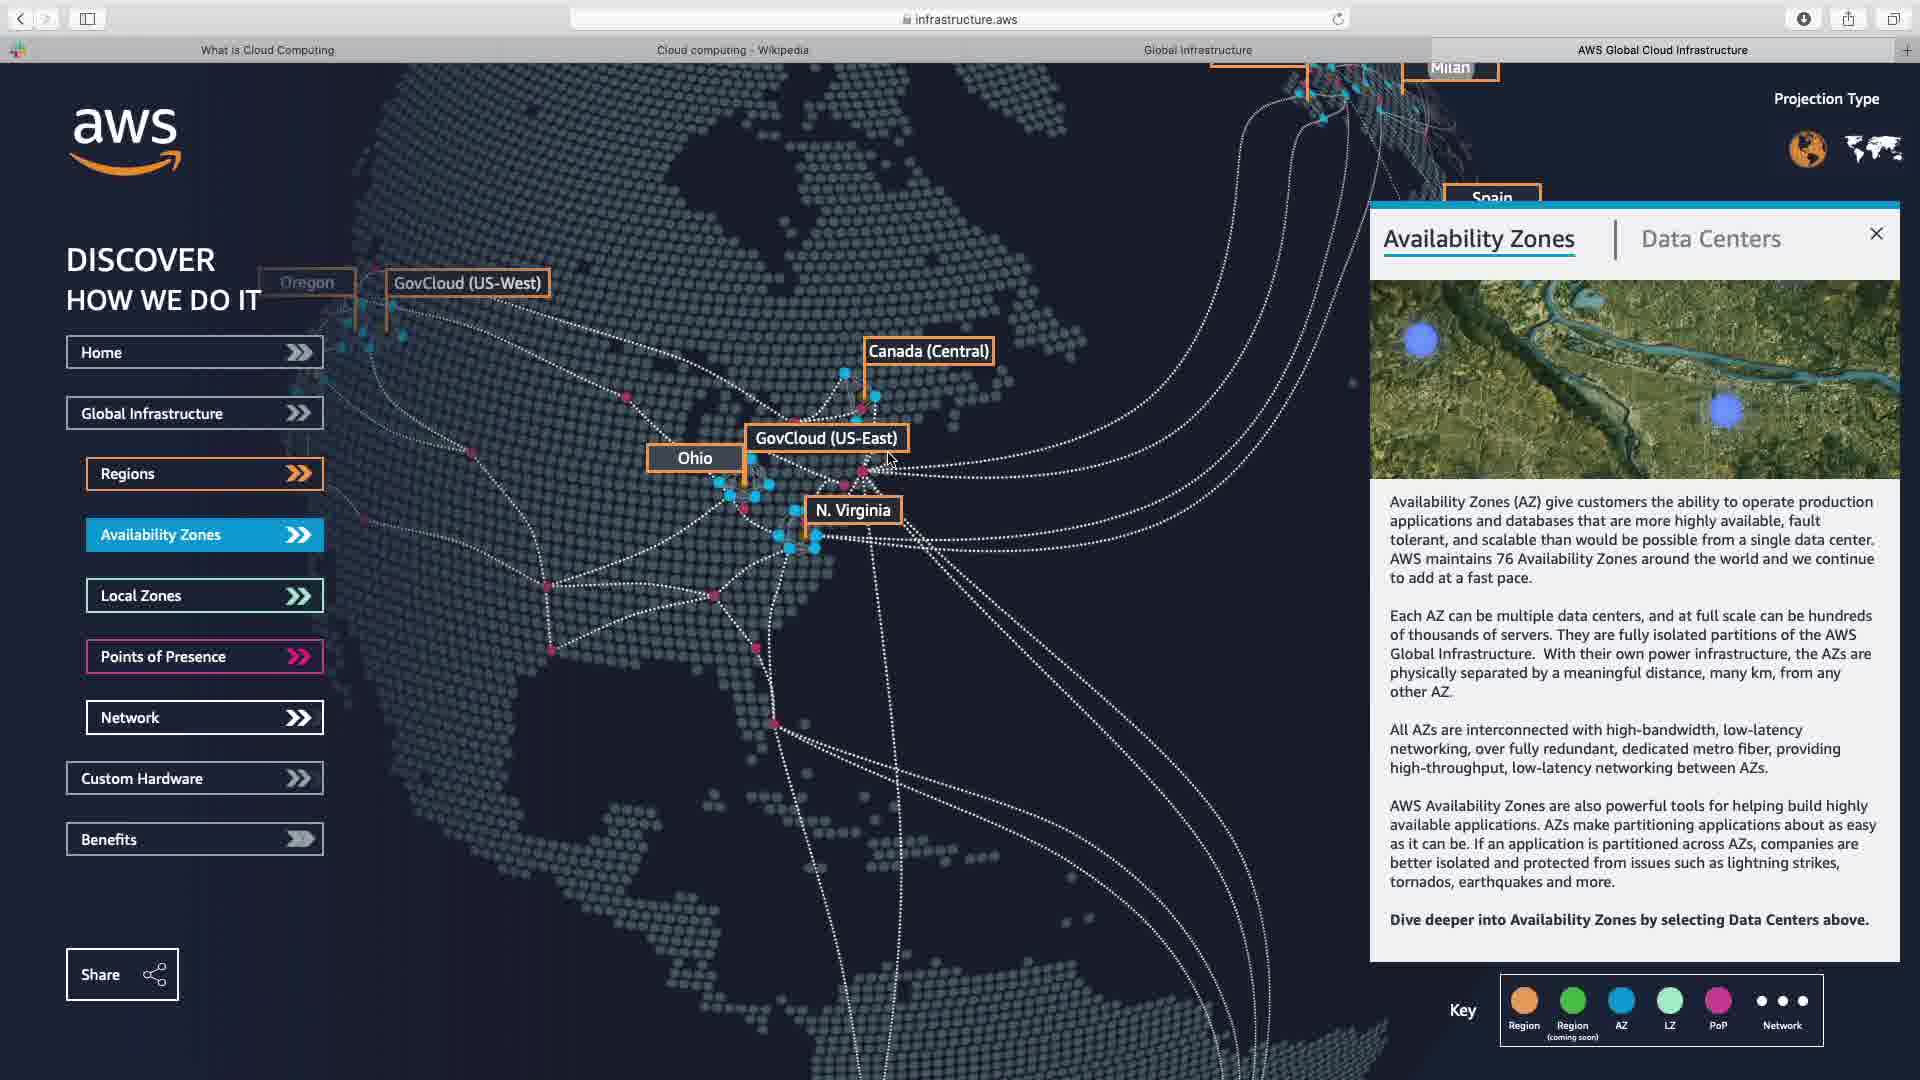 infrastructure.aws
What is Cloud Computing
Cloud computing - Wikipedia
Global Infrastructure
AWS Global Cloud Infrastructure
Milan
Projection Type
aws
Spain
Availability Zones
Data Centers
DISCOVER
HOW WE DO IT
Oregon
GovCloud (US-West)
Home
Global Infrastructure
Regions
Availability Zones
Local Zones
Points of Presence
Network
Custom Hardware
Benefits
Share
Canada (Central)
GovCloud (US-East)
Ohio
N. Virginia
Availability Zones (AZ) give customers the ability to operate production
applications and databases that are more highly available, fault
tolerant, and scalable than would be possible from a single data center.
AWS maintains 76 Availability Zones around the world and we continue
to add at a fast pace.
Each AZ can be multiple data centers, and at full scale can be hundreds
of thousands of servers. They are fully isolated partitions of the AWS
Global Infrastructure. With their own power infrastructure, the AZs are
physically separated by a meaningful distance, many km, from any
other AZ.
All AZs are interconnected with high-bandwidth, low-latency
networking, over fully redundant, dedicated metro fiber, providing
high-throughput, low-latency networking between AZs.
AWS Availability Zones are also powerful tools for helping build highly
available applications. AZs make partitioning applications about as easy
as it can be. If an application is partitioned across AZs, companies are
better isolated and protected from issues such as lightning strikes,
tornados, earthquakes and more.
Dive deeper into Availability Zones by selecting Data Centers above.
Key
Region
Region
(coming soon)
AZ
LZ
PoP
Network